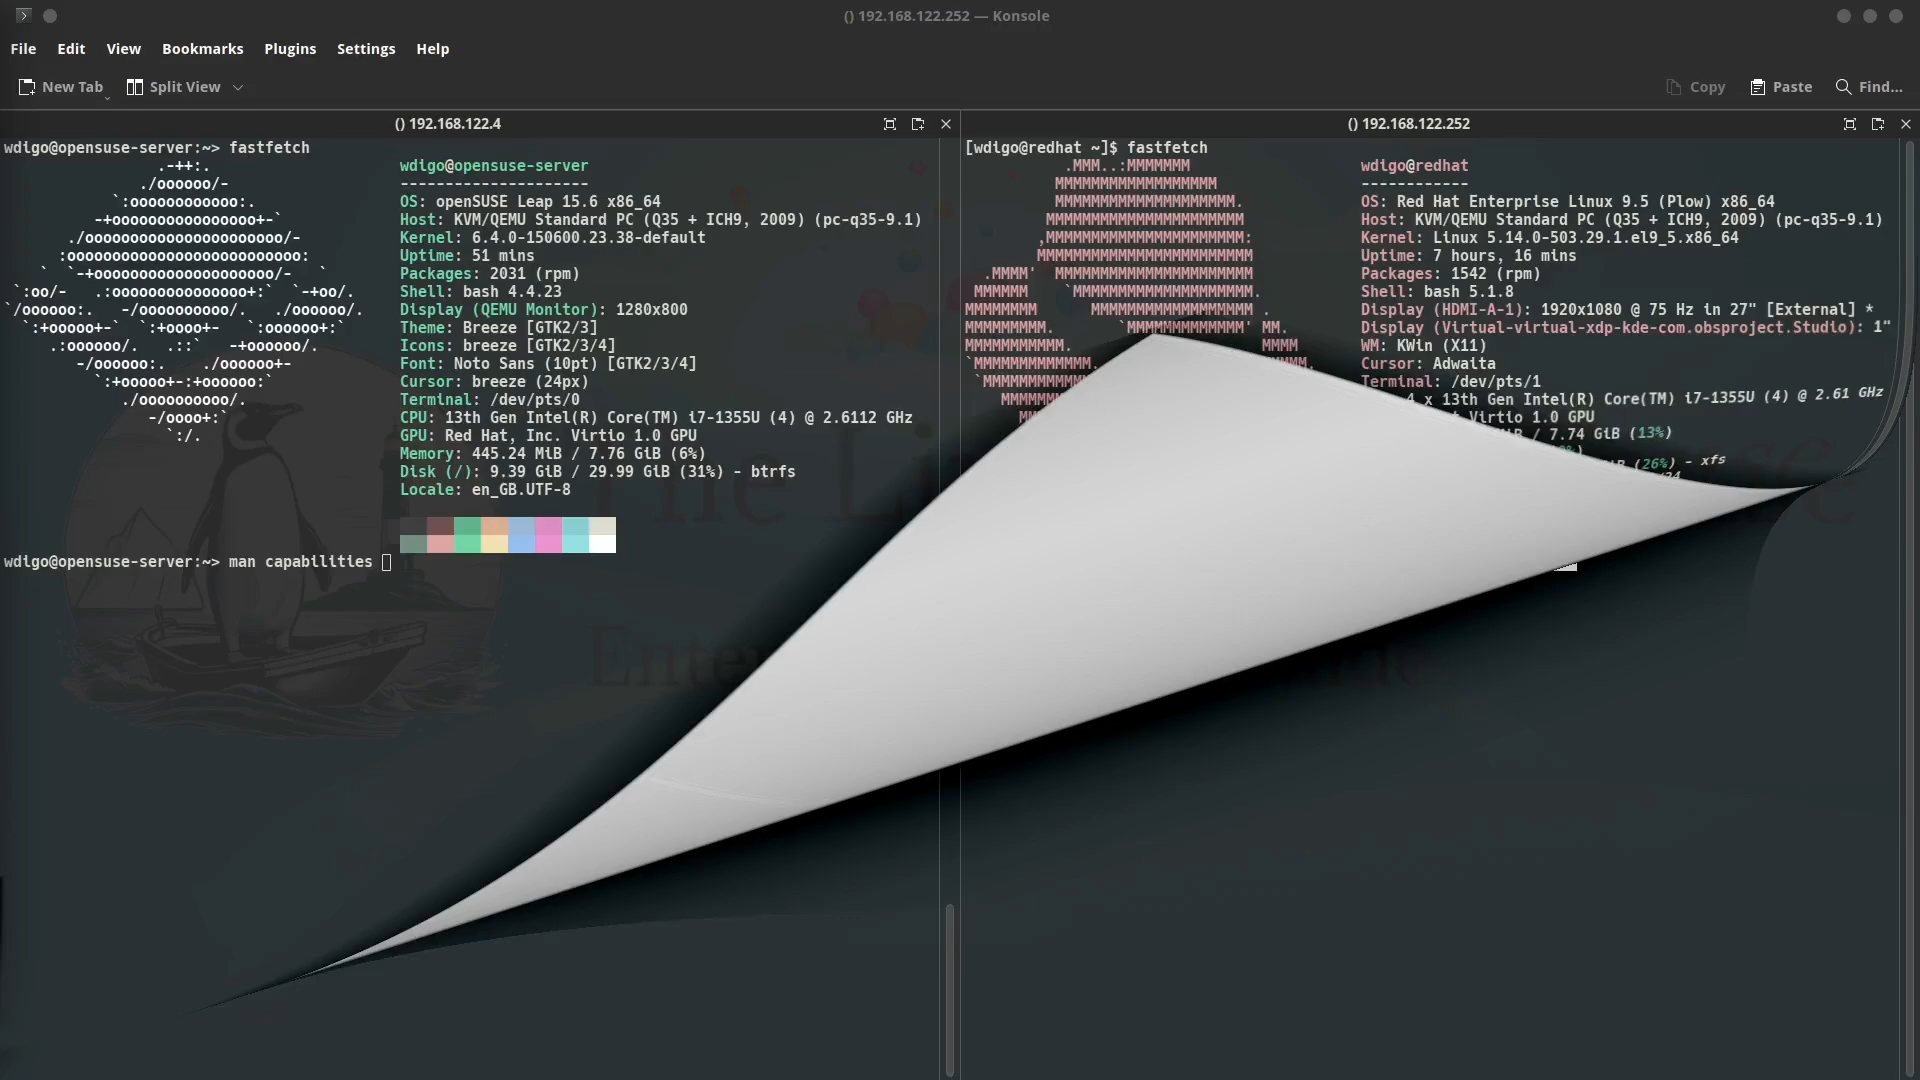 () 192.168.122.252 — Konsole
File Edit View Bookmarks Plugins Settings Help
New Tab Split View Copy Paste Find...
() 192.168.122.4
wdigo@opensuse-server:~> fastfetch
wdigo@opensuse-server
---------------------
OS: openSUSE Leap 15.6 x86_64
Host: KVM/QEMU Standard PC (Q35 + ICH9, 2009) (pc-q35-9.1)
Kernel: 6.4.0-150600.23.38-default
Uptime: 51 mins
Packages: 2031 (rpm)
Shell: bash 4.4.23
Display (QEMU Monitor): 1280x800
Theme: Breeze [GTK2/3]
Icons: breeze [GTK2/3/4]
Font: Noto Sans (10pt) [GTK2/3/4]
Cursor: breeze (24px)
Terminal: /dev/pts/0
CPU: 13th Gen Intel(R) Core(TM) i7-1355U (4) @ 2.6112 GHz
GPU: Red Hat, Inc. Virtio 1.0 GPU
Memory: 445.24 MiB / 7.76 GiB (6%)
Disk (/): 9.39 GiB / 29.99 GiB (31%) - btrfs
Locale: en_GB.UTF-8
wdigo@opensuse-server:~> man capabilities
() 192.168.122.252
[wdigo@redhat ~]$ fastfetch
wdigo@redhat
------------
OS: Red Hat Enterprise Linux 9.5 (Plow) x86_64
Host: KVM/QEMU Standard PC (Q35 + ICH9, 2009) (pc-q35-9.1)
Kernel: Linux 5.14.0-503.29.1.el9_5.x86_64
Uptime: 7 hours, 16 mins
Packages: 1542 (rpm)
Shell: bash 5.1.8
Display (HDMI-A-1): 1920x1080 @ 75 Hz in 27" [External] *
Display (Virtual-virtual-xdp-kde-com.obsproject.Studio): 1"
WM: KWin (X11)
Cursor: Adwaita
Terminal: /dev/pts/1
4 x 13th Gen Intel(R) Core(TM) i7-1355U (4) @ 2.61 GHz
Virtio 1.0 GPU
/ 7.74 GiB (13%)
(26%) - xfs